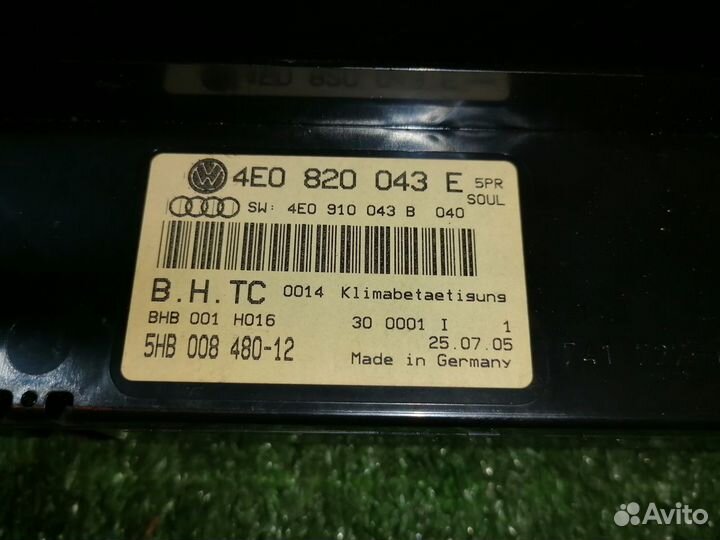 4E0 820 043 E 5PR
SOUL
SW: 4E0 910 043 B 040
B.H.TC 0014 Klimabetaetigung
BHB 001 H016 30 0001 I 1
5HB 008 480-12 25.07.05
Made in Germany
Avito